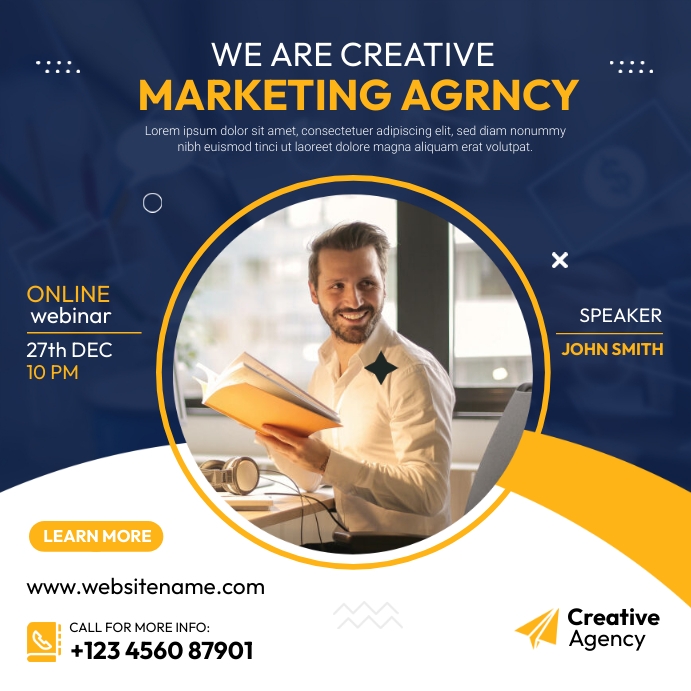 WE ARE CREATIVE
MARKETING AGRNCY
Lorem ipsum dolor sit amet, consectetuer adipiscing elit, sed diam nonummy
nibh euismod tinci ut laoreet dolore magna aliquam erat volutpat.
ONLINE
webinar
27th DEC
10 PM
SPEAKER
JOHN SMITH
LEARN MORE
www.websitename.com
CALL FOR MORE INFO:
+123 4560 87901
Creative
Agency